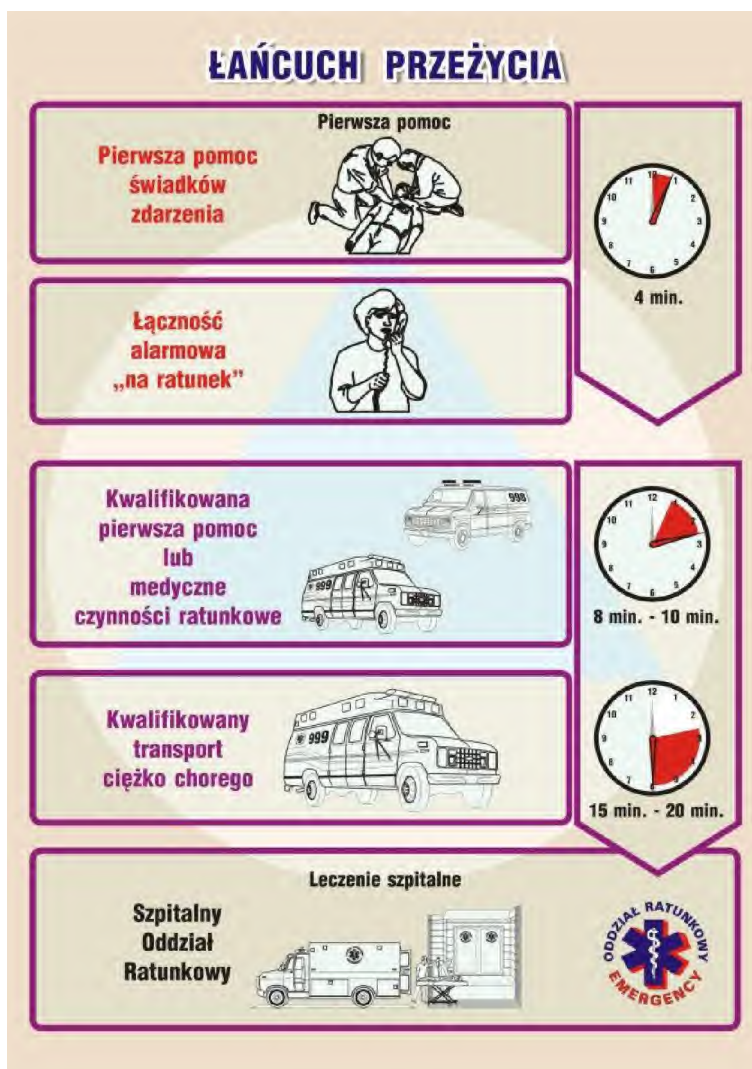 ŁAŃCUCH PRZEŻYCIA
Pierwsza pomoc
Pierwsza pomoc
świadków
zdarzenia
4 min.
Łączność
alarmowa
„na ratunek”
Kwalifikowana
pierwsza pomoc
lub
medyczne
czynności ratunkowe
998
999
8 min. - 10 min.
Kwalifikowany
transport
ciężko chorego
999
15 min. - 20 min.
Leczenie szpitalne
Szpitalny
Oddział
Ratunkowy
ODDZIAŁ RATUNKOWY
EMERGENCY